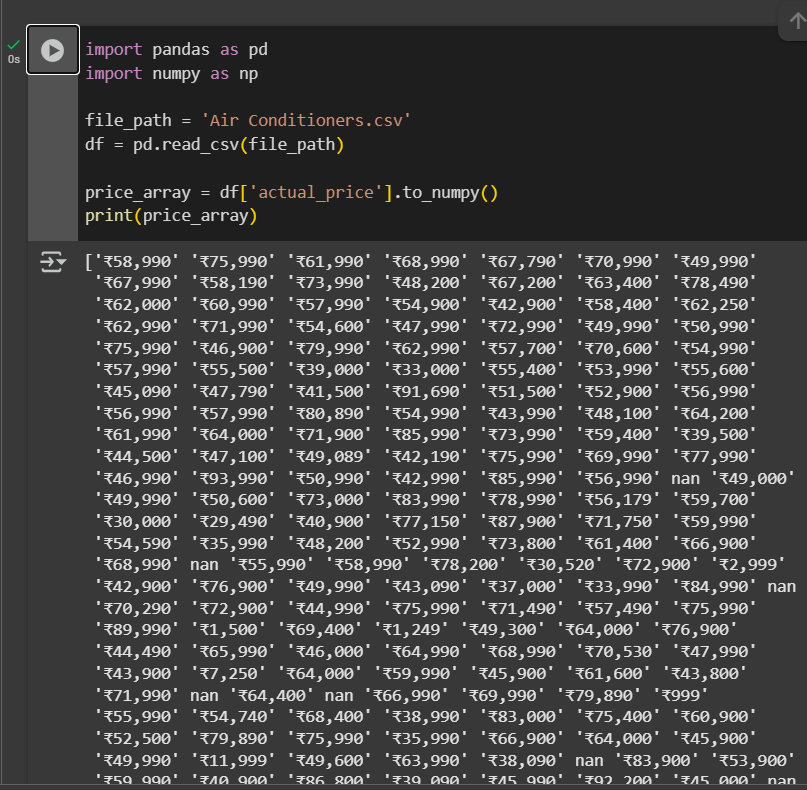 import pandas as pd
0s
import numpy as np
file_path = 'Air Conditioners.csv'
df = pd.read_csv(file_path)
price_array = df['actual_price'].to_numpy()
print(price_array)
['₹58,990' '₹75,990' '₹61,990' '₹68,990' '₹67,790' '₹70,990' '₹49,990'
'₹67,990' '₹58,190' '₹73,990' '₹48,200' '₹67,200' '₹63,400' '₹78,490'
'₹62,000' '₹60,990' '₹57,990' '₹54,900' '₹42,900' '₹58,400' '₹62,250'
'₹62,990' '₹71,990' '₹54,600' '₹47,990' '₹72,990' '₹49,990' '₹50,990'
'₹75,990' '₹46,900' '₹79,990' '₹62,990' '₹57,700' '₹70,600' '₹54,990'
'₹57,990' '₹55,500' '₹39,000' '₹33,000' '₹55,400' '₹53,990' '₹55,600'
'₹45,090' '₹47,790' '₹41,500' '₹91,690' '₹51,500' '₹52,900' '₹56,990'
'₹56,990' '₹57,990' '₹80,890' '₹54,990' '₹43,990' '₹48,100' '₹64,200'
'₹61,990' '₹64,000' '₹71,900' '₹85,990' '₹73,990' '₹59,400' '₹39,500'
'₹44,500' '₹47,100' '₹49,089' '₹42,190' '₹75,990' '₹69,990' '₹77,990'
'₹46,990' '₹93,990' '₹50,990' '₹42,990' '₹85,990' '₹56,990' nan '₹49,000'
'₹49,990' '₹50,600' '₹73,000' '₹83,990' '₹78,990' '₹56,179' '₹59,700'
'₹30,000' '₹29,490' '₹40,900' '₹77,150' '₹87,900' '₹71,750' '₹59,990'
'₹54,590' '₹35,990' '₹48,200' '₹52,990' '₹73,800' '₹61,400' '₹66,900'
'₹68,990' nan '₹55,990' '₹58,990' '₹78,200' '₹30,520' '₹72,900' '₹2,999'
'₹42,900' '₹76,900' '₹49,990' '₹43,090' '₹37,000' '₹33,990' '₹84,990' nan
'₹70,290' '₹72,900' '₹44,990' '₹75,990' '₹71,490' '₹57,490' '₹75,990'
'₹89,990' '₹1,500' '₹69,400' '₹1,249' '₹49,300' '₹64,000' '₹76,900'
'₹44,490' '₹65,990' '₹46,000' '₹64,990' '₹68,990' '₹70,530' '₹47,990'
'₹43,900' '₹7,250' '₹64,000' '₹59,990' '₹45,900' '₹61,600' '₹43,800'
'₹71,990' nan '₹64,400' nan '₹66,990' '₹69,990' '₹79,890' '₹999'
'₹55,990' '₹54,740' '₹68,400' '₹38,990' '₹83,000' '₹75,400' '₹60,900'
'₹52,500' '₹79,890' '₹75,990' '₹35,990' '₹66,900' '₹64,000' '₹45,900'
'₹49,990' '₹11,999' '₹49,600' '₹63,990' '₹38,090' nan '₹83,900' '₹53,900'
'₹59,990' '₹40,900' '₹86,800' '₹39,090' '₹45,990' '₹92,200' '₹45,000' nan